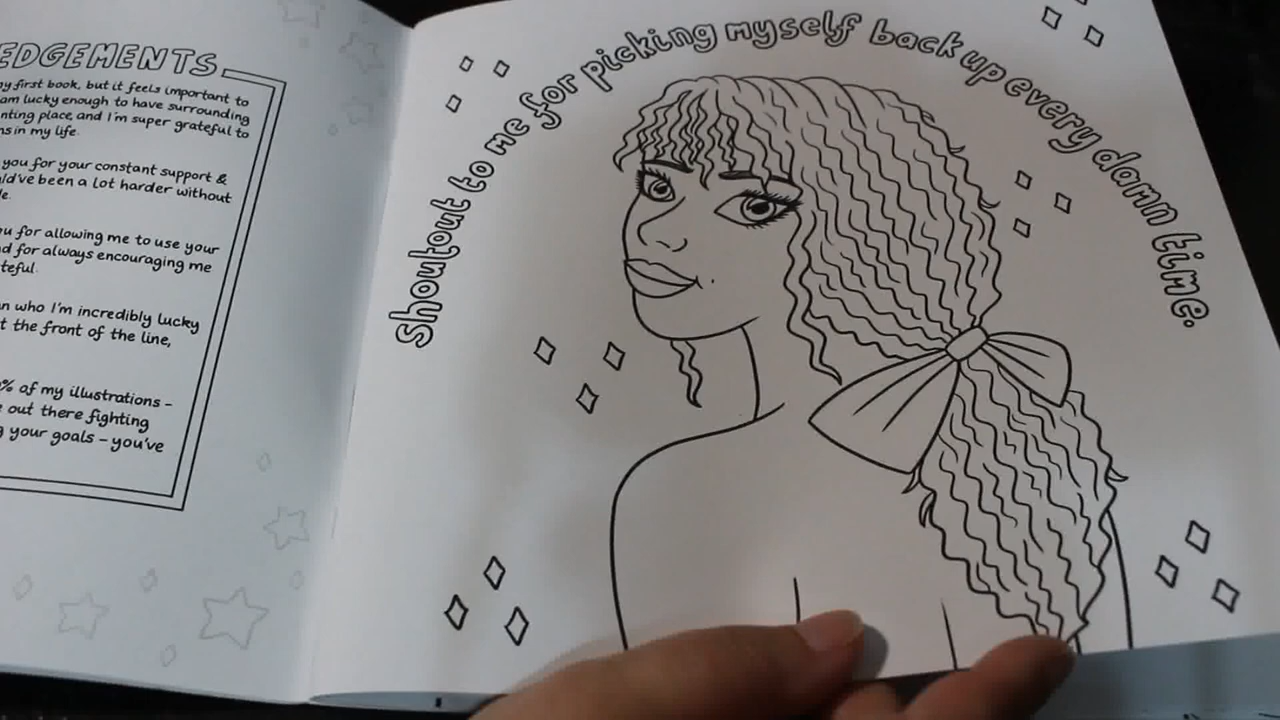 EDGEMENTS
my first book, but it feels important to
am lucky enough to have surrounding
nting place, and I'm super grateful to
ns in my life.
you for your constant support &
ld've been a lot harder without
le.
ou for allowing me to use your
d for always encouraging me
teful.
n who I'm incredibly lucky
t the front of the line,
% of my illustrations –
e out there fighting
g your goals – you've
Shoutout to me for picking myself back up every damn time.